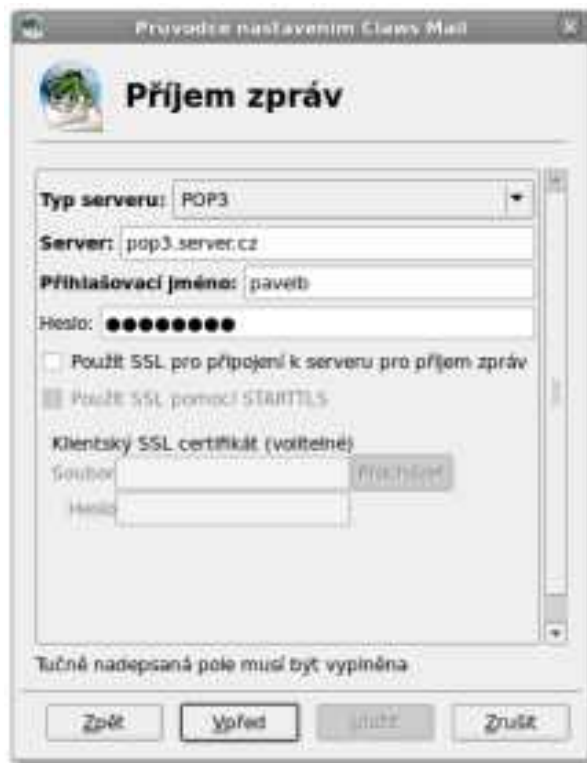 Průvodce nastavením Claws Mail
Příjem zpráv
Typ serveru: POP3
Server: pop3.server.cz
Přihlašovací jméno: pavelb
Heslo: ●●●●●●●●
Použít SSL pro připojení k serveru pro příjem zpráv
Použít SSL pomocí STARTTLS
Klientský SSL certifikát (volitelné)
Soubor Procházet
Heslo
Tučně nadepsaná pole musí být vyplněna
Zpět Vpřed Uložit Zrušit